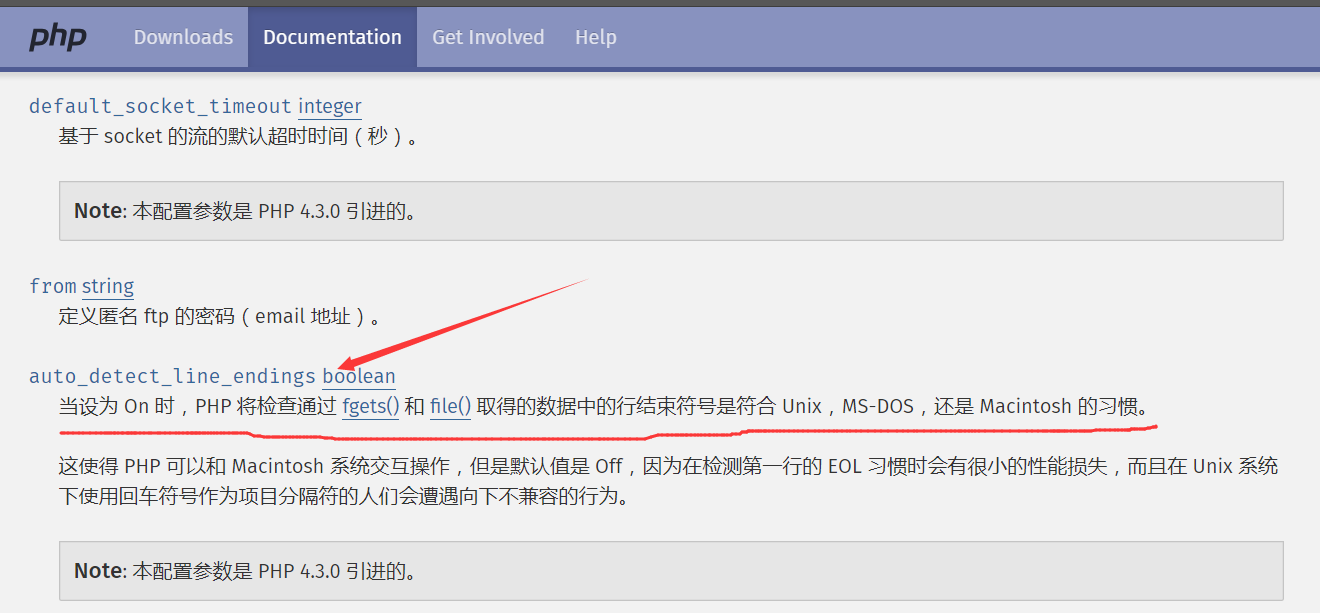 php Downloads Documentation Get Involved Help
default_socket_timeout integer
基于 socket 的流的默认超时时间（秒）。
Note: 本配置参数是 PHP 4.3.0 引进的。
from string
定义匿名 ftp 的密码（email 地址）。
auto_detect_line_endings boolean
当设为 On 时，PHP 将检查通过 fgets() 和 file() 取得的数据中的行结束符号是符合 Unix，MS-DOS，还是 Macintosh 的习惯。
这使得 PHP 可以和 Macintosh 系统交互操作，但是默认值是 Off，因为在检测第一行的 EOL 习惯时会有很小的性能损失，而且在 Unix 系统
下使用回车符号作为项目分隔符的人们会遭遇向下不兼容的行为。
Note: 本配置参数是 PHP 4.3.0 引进的。